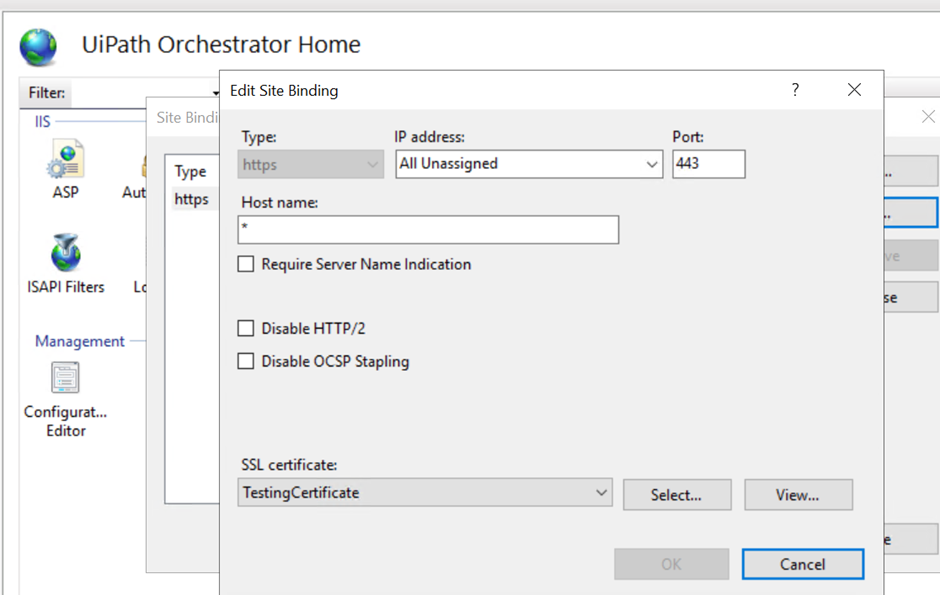 UiPath Orchestrator Home
Filter:
Edit Site Binding
?
IIS
Site Bindi
Type:
IP address:
Port:
https
All Unassigned
443
Type
ASP
Aut
https
Host name:
*
Require Server Name Indication
ISAPI Filters
Lo
Disable HTTP/2
Management
Disable OCSP Stapling
Configurat...
Editor
SSL certificate:
TestingCertificate
Select...
View...
OK
Cancel
...
...
ve
se
e